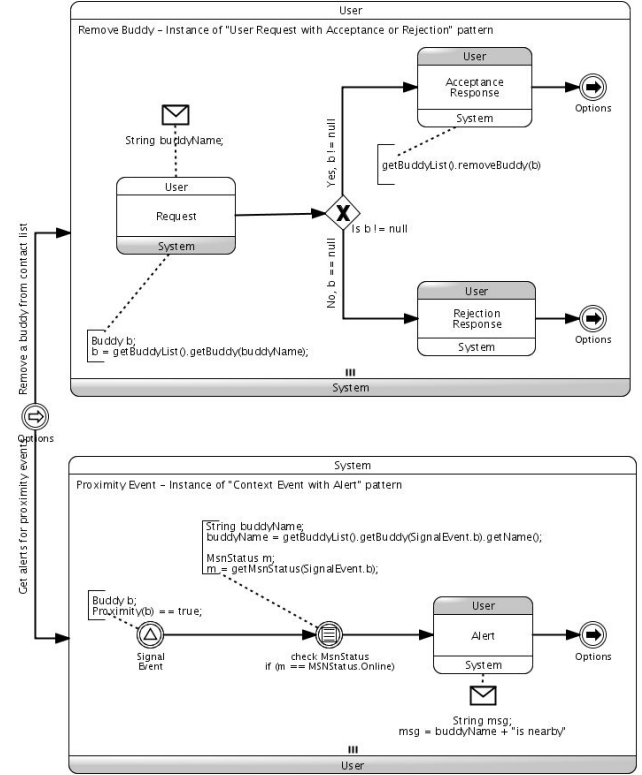 User
Remove Buddy – Instance of "User Request with Acceptance or Rejection" pattern
User
Acceptance
Response
System
Options
String buddyName;
getBuddyList().removeBuddy(b)
User
Request
System
Yes, b != null
Is b != null
No, b == null
Buddy b;
b = getBuddyList().getBuddy(buddyName);
User
Rejection
Response
System
Options
System
Remove a buddy from contact list
Options
Get alerts for proximity events
System
Proximity Event – Instance of "Context Event with Alert" pattern
String buddyName;
buddyName = getBuddyList().getBuddy(SignalEvent.b).getName();
MsnStatus m;
m = getMsnStatus(SignalEvent.b);
Buddy b;
Proximity(b) == true;
Signal
Event
check MsnStatus
if (m == MSNStatus.Online)
User
Alert
System
Options
String msg;
msg = buddyName + "is nearby"
User